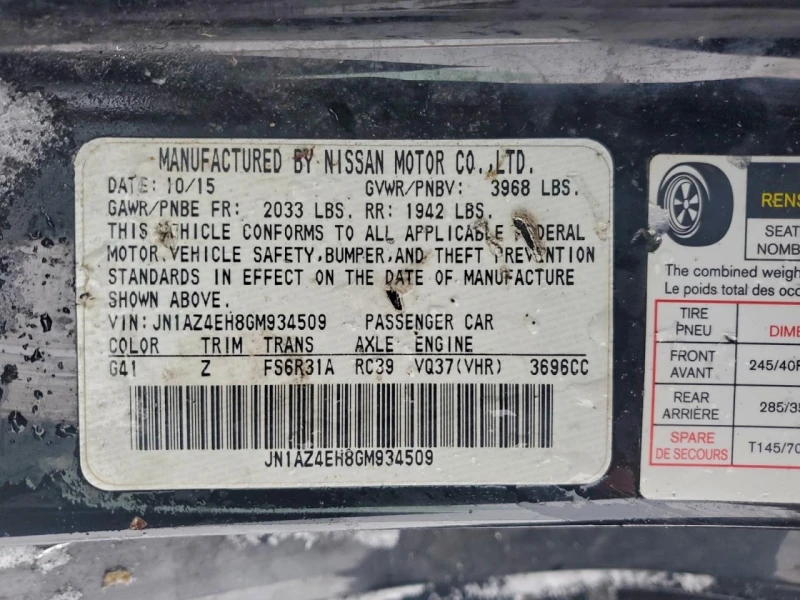 MANUFACTURED BY NISSAN MOTOR CO.,LTD.
DATE: 10/15 GVWR/PNBV: 3968 LBS.
GAWR/PNBE FR: 2033 LBS. RR: 1942 LBS.
THIS VEHICLE CONFORMS TO ALL APPLICABLE FEDERAL
MOTOR VEHICLE SAFETY, BUMPER, AND THEFT PREVENTION
STANDARDS IN EFFECT ON THE DATE OF MANUFACTURE
SHOWN ABOVE.
VIN: JN1AZ4EH8GM934509 PASSENGER CAR
COLOR TRIM TRANS AXLE ENGINE
G41 Z FS6R31A RC39 VQ37(VHR) 3696CC
JN1AZ4EH8GM934509
RENS
SEAT
NOMB
The combined weigh
Le poids total des occ
TIRE
PNEU
DIME
FRONT
AVANT
245/40F
REAR
ARRIÈRE
285/35
SPARE
DE SECOURS
T145/70